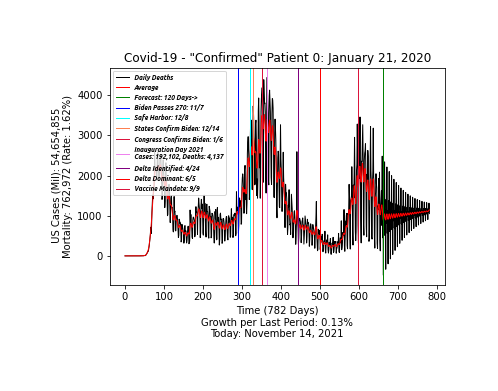 Covid-19 - "Confirmed" Patient 0: January 21, 2020
Daily Deaths
Average
Forecast: 120 Days->
Biden Passes 270: 11/7
Safe Harbor: 12/8
States Confirm Biden: 12/14
Congress Confirms Biden: 1/6
Inauguration Day 2021
Cases: 192,102, Deaths: 4,137
Delta Identified: 4/24
Delta Dominant: 6/5
Vaccine Mandate: 9/9
US Cases (Mil): 54,654,855
Mortality: 762,972 (Rate: 1.62%)
4000
3000
2000
1000
0
0 100 200 300 400 500 600 700 800
Time (782 Days)
Growth per Last Period: 0.13%
Today: November 14, 2021